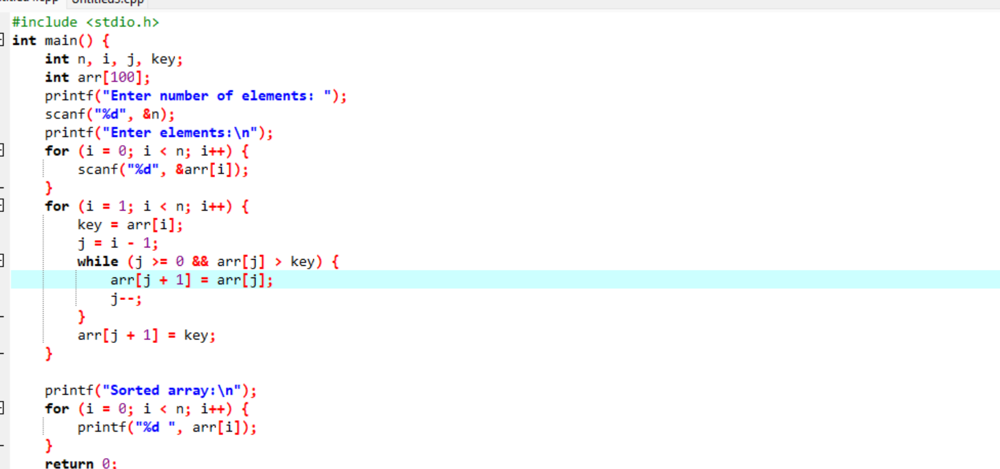 Untitled3.cpp
#include <stdio.h>
int main() {
    int n, i, j, key;
    int arr[100];
    printf("Enter number of elements: ");
    scanf("%d", &n);
    printf("Enter elements:\n");
    for (i = 0; i < n; i++) {
        scanf("%d", &arr[i]);
    }
    for (i = 1; i < n; i++) {
        key = arr[i];
        j = i - 1;
        while (j >= 0 && arr[j] > key) {
            arr[j + 1] = arr[j];
            j--;
        }
        arr[j + 1] = key;
    }
    printf("Sorted array:\n");
    for (i = 0; i < n; i++) {
        printf("%d ", arr[i]);
    }
    return 0;